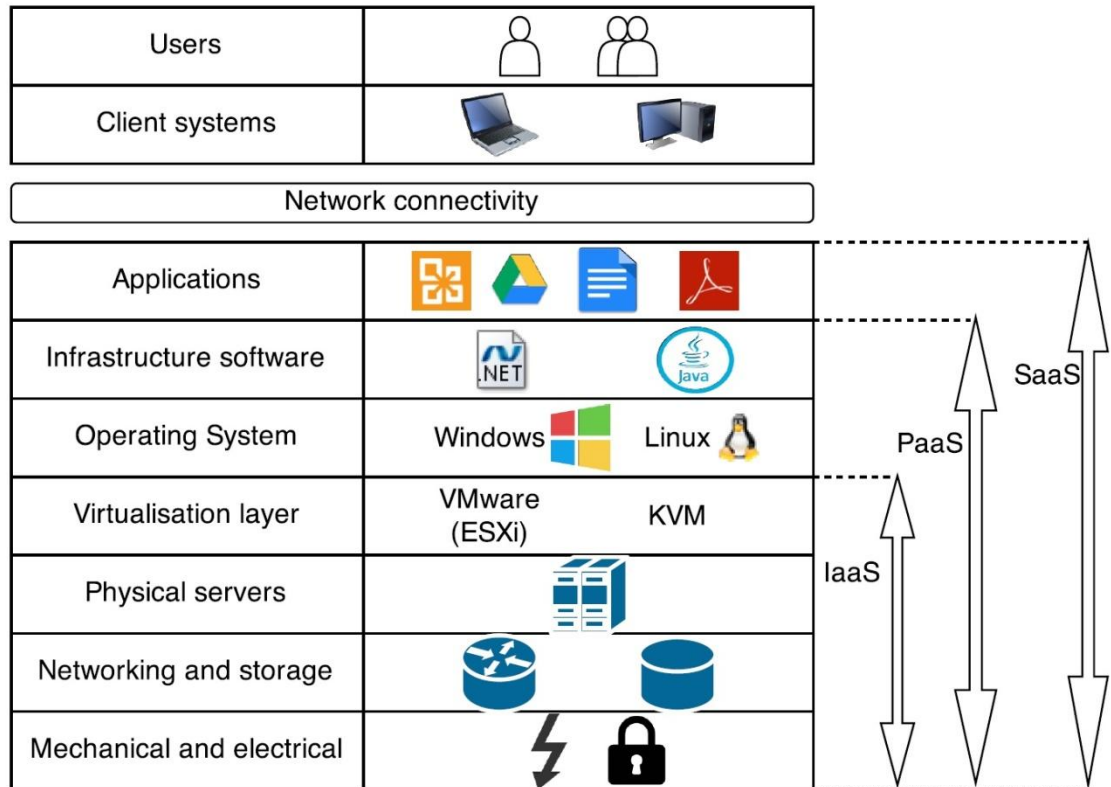 Users
Client systems
Network connectivity
Applications
Infrastructure software
.NET
Java
SaaS
Operating System
Windows
Linux
PaaS
Virtualisation layer
VMware
(ESXi)
KVM
Physical servers
IaaS
Networking and storage
Mechanical and electrical